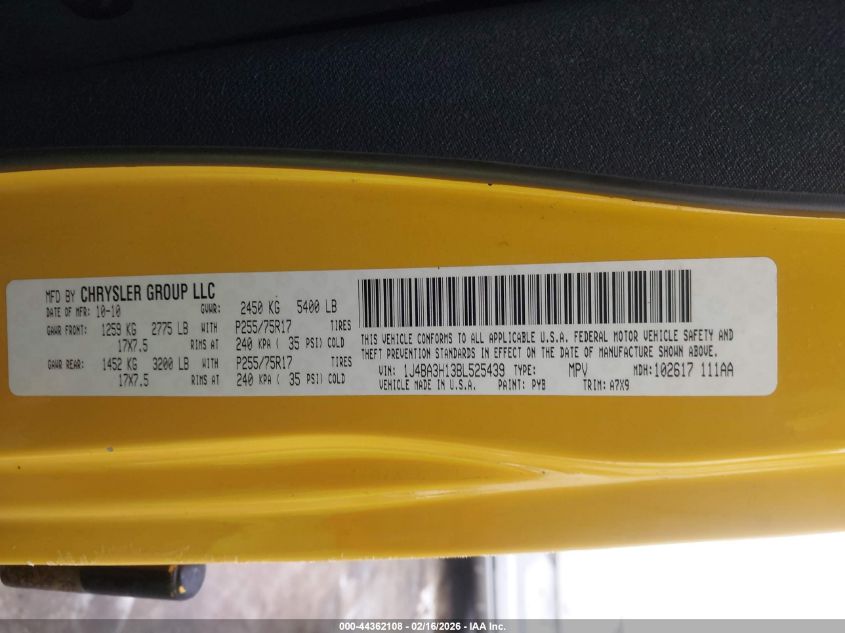 MFD BY CHRYSLER GROUP LLC
DATE OF MFR: 10-10 GVWR: 2450 KG 5400 LB
GAWR FRONT: 1259 KG 2775 LB WITH P255/75R17 TIRES
17X7.5 RIMS AT 240 KPA ( 35 PSI) COLD
GAWR REAR: 1452 KG 3200 LB WITH P255/75R17 TIRES
17X7.5 RIMS AT 240 KPA ( 35 PSI) COLD
THIS VEHICLE CONFORMS TO ALL APPLICABLE U.S.A. FEDERAL MOTOR VEHICLE SAFETY AND
THEFT PREVENTION STANDARDS IN EFFECT ON THE DATE OF MANUFACTURE SHOWN ABOVE.
VIN: 1J4BA3H13BL525439 TYPE: MPV MDH:102617 111AA
VEHICLE MADE IN U.S.A. PAINT: PYB TRIM: A7X9
000-44362108 - 02/16/2026 - IAA Inc.